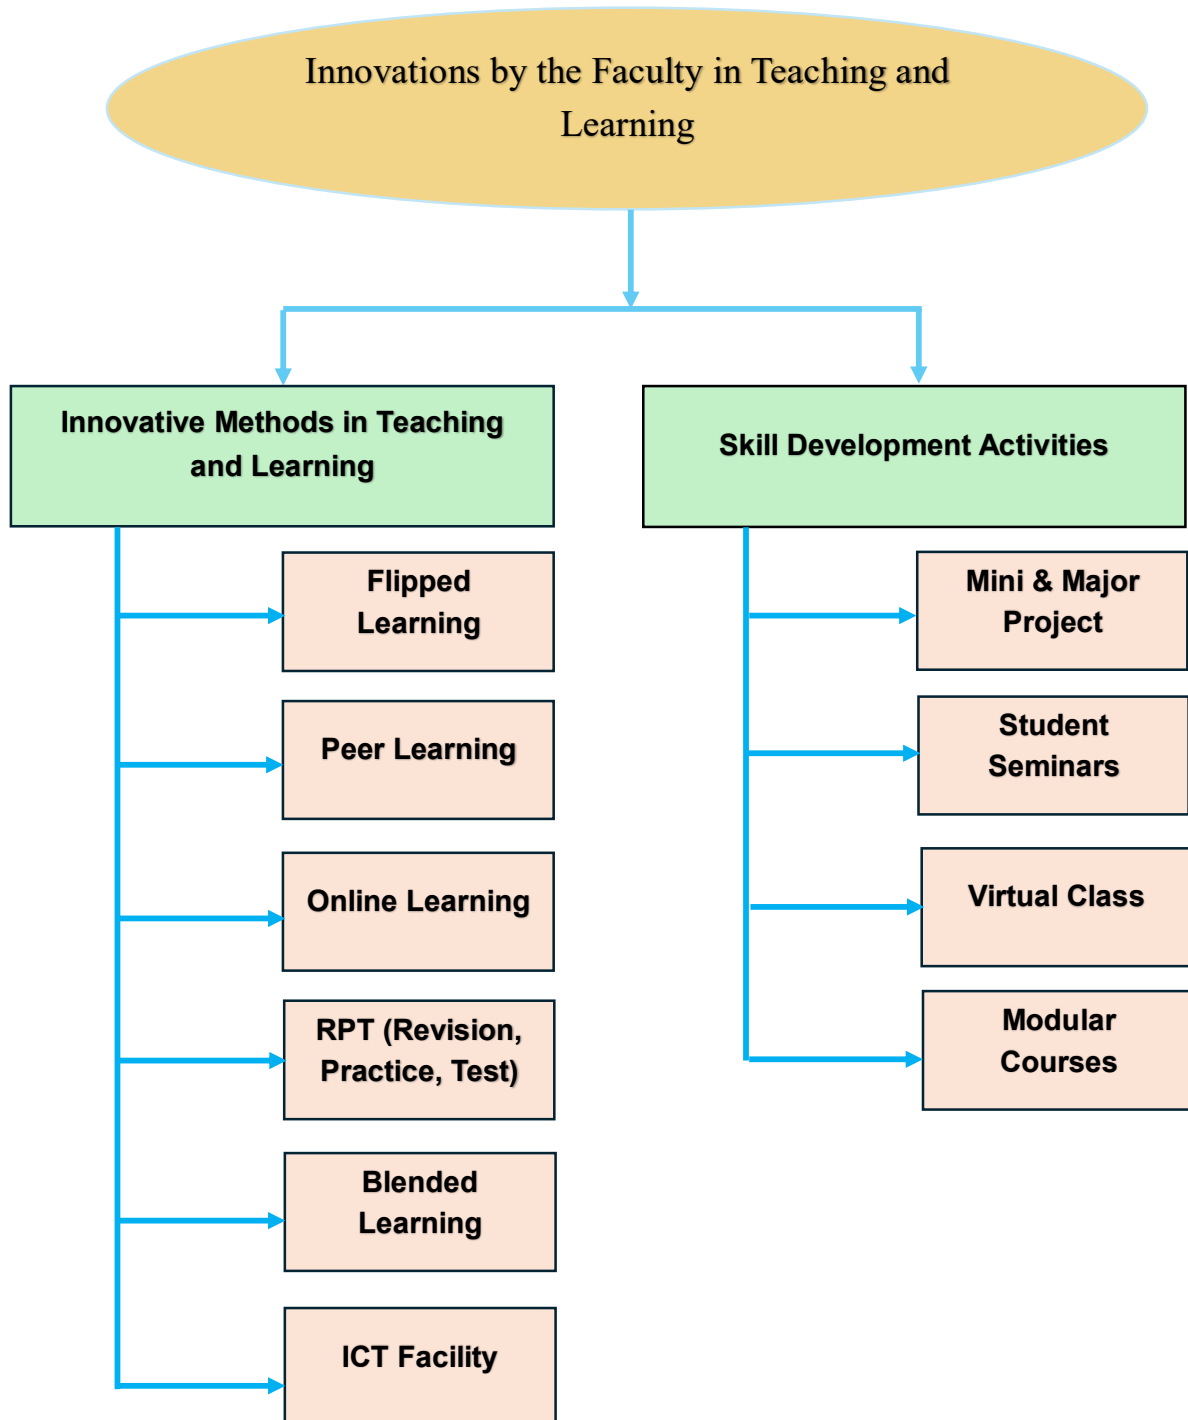 Innovations by the Faculty in Teaching and
Learning
Innovative Methods in Teaching
and Learning
Flipped
Learning
Peer Learning
Online Learning
RPT (Revision,
Practice, Test)
Blended
Learning
ICT Facility
Skill Development Activities
Mini & Major
Project
Student
Seminars
Virtual Class
Modular
Courses